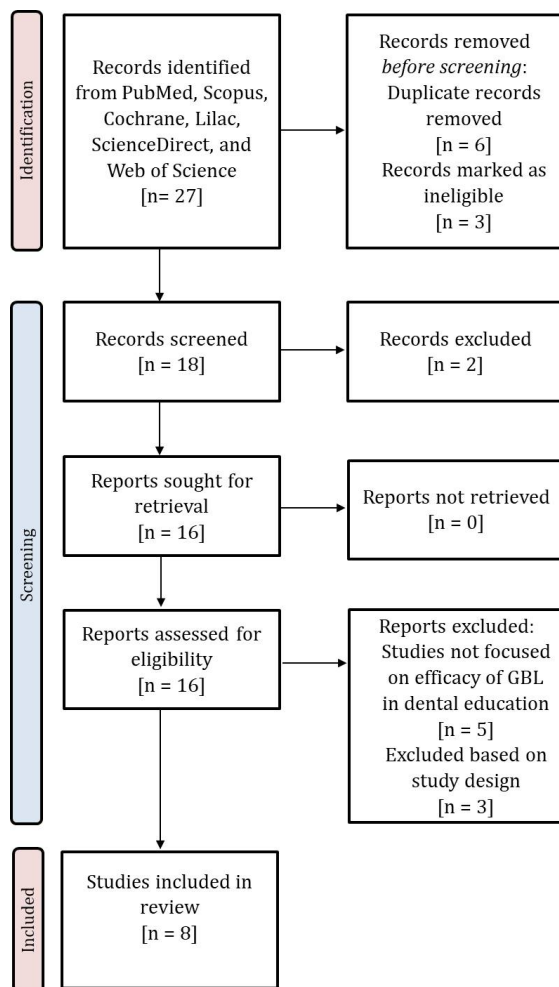 Identification
Records identified
from PubMed, Scopus,
Cochrane, Lilac,
ScienceDirect, and
Web of Science
[n= 27]
Records removed
before screening:
Duplicate records
removed
[n = 6]
Records marked as
ineligible
[n = 3]
Screening
Records screened
[n = 18]
Records excluded
[n = 2]
Reports sought for
retrieval
[n = 16]
Reports not retrieved
[n = 0]
Reports assessed for
eligibility
[n = 16]
Reports excluded:
Studies not focused
on efficacy of GBL
in dental education
[n = 5]
Excluded based on
study design
[n = 3]
Included
Studies included in
review
[n = 8]